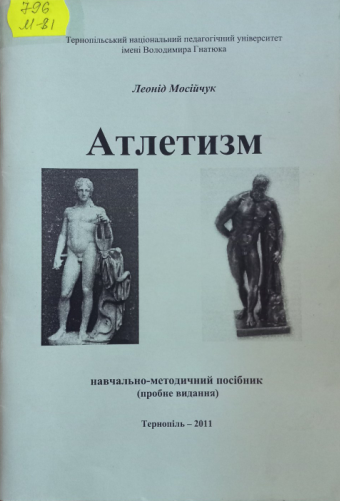 796
М-81
Тернопільський національний педагогічний університет
імені Володимира Гнатюка
Леонід Мосійчук
Атлетизм
навчально-методичний посібник
(пробне видання)
Тернопіль – 2011